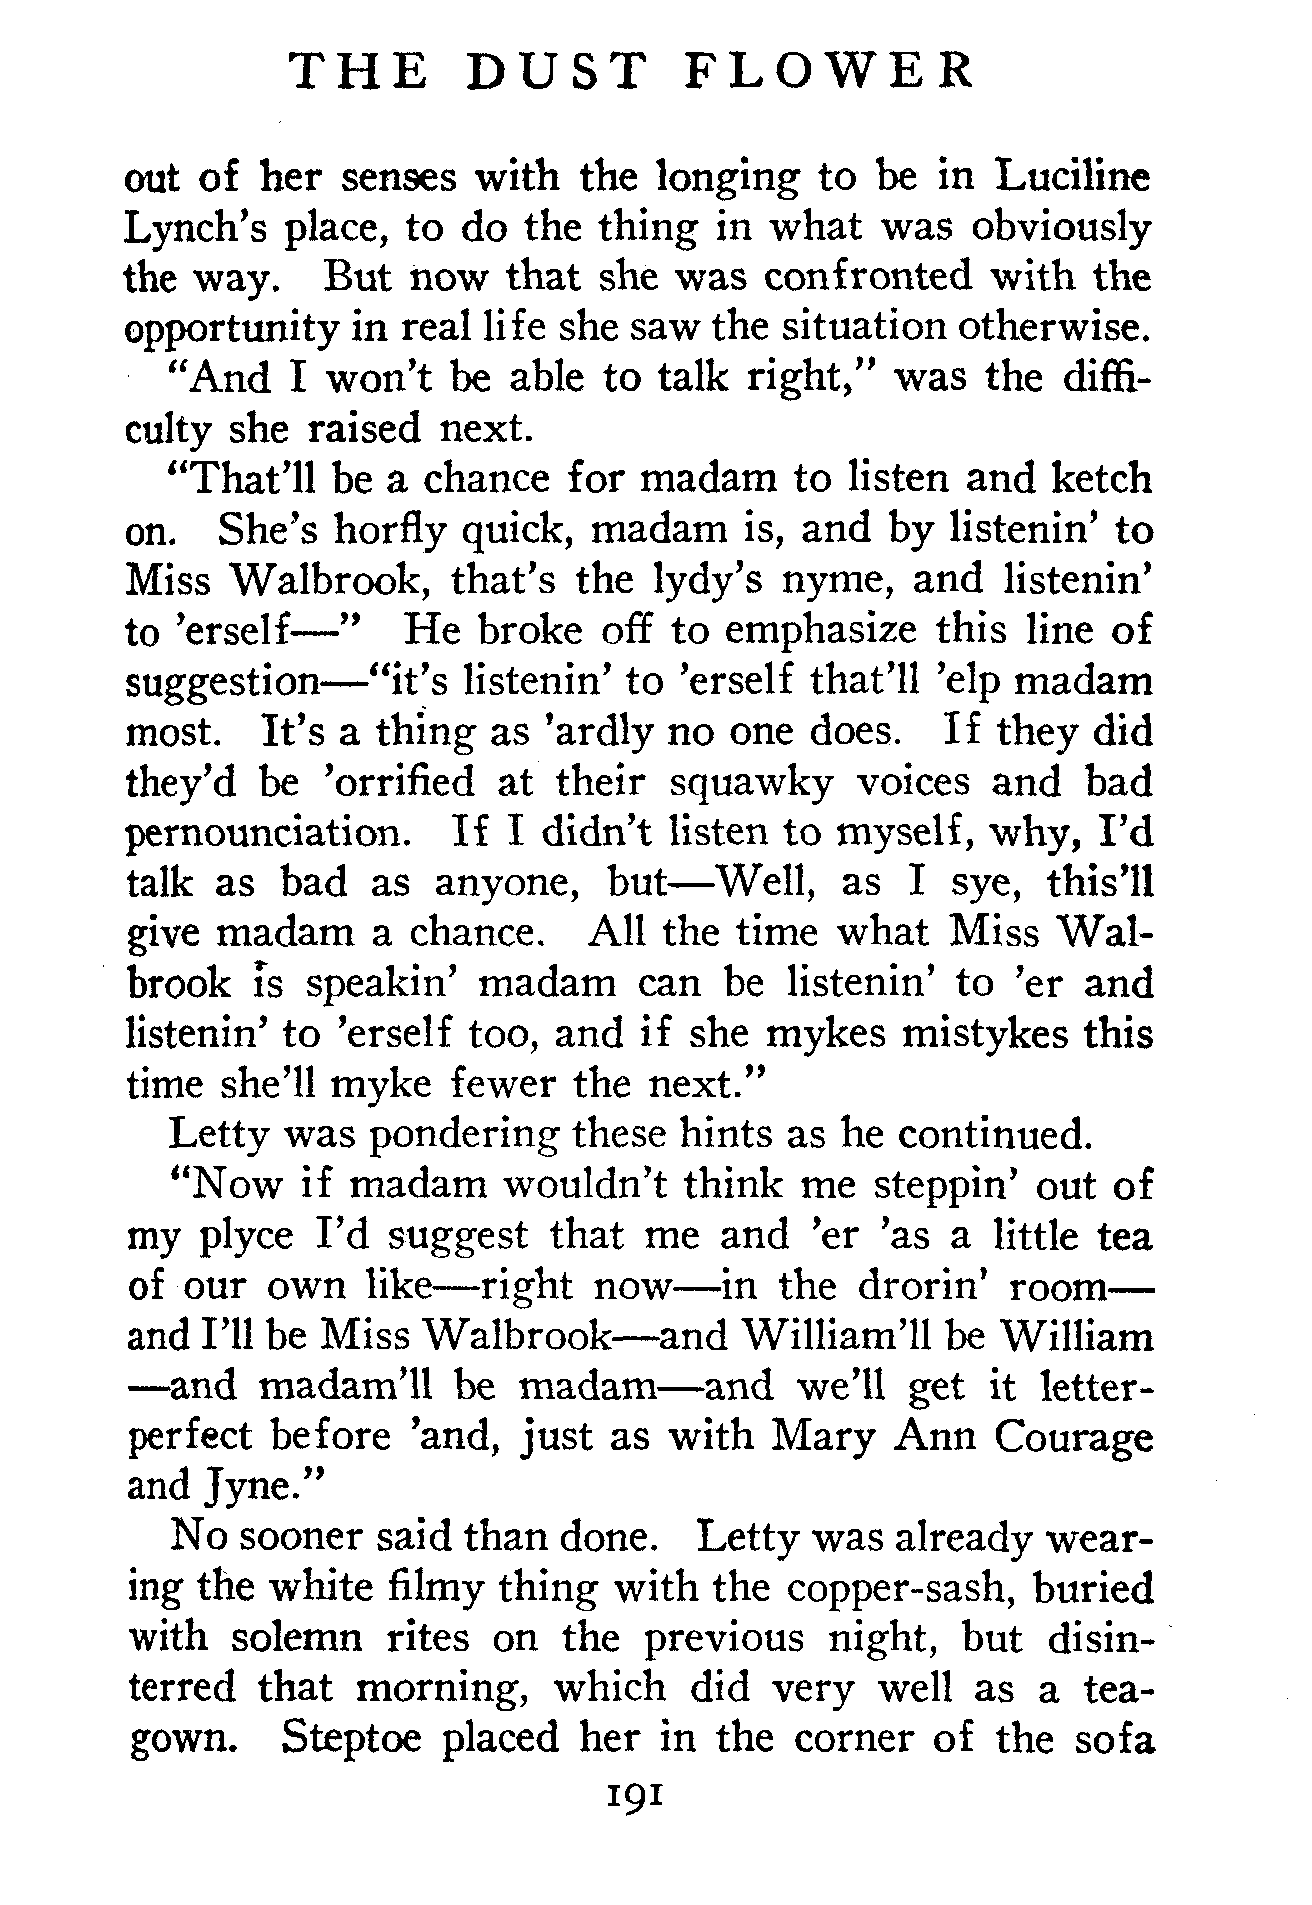 THE DUST FLOWER
out of her senses with the longing to be in Luciline
Lynch's place, to do the thing in what was obviously
the way. But now that she was confronted with the
opportunity in real life she saw the situation otherwise.
"And I won't be able to talk right," was the diffi-
culty she raised next.
"That'll be a chance for madam to listen and ketch
on. She's horfly quick, madam is, and by listenin' to
Miss Walbrook, that's the lydy's nyme, and listenin'
to 'erself—" He broke off to emphasize this line of
suggestion—"it's listenin' to 'erself that'll 'elp madam
most. It's a thing as 'ardly no one does. If they did
they'd be 'orrified at their squawky voices and bad
pernounciation. If I didn't listen to myself, why, I'd
talk as bad as anyone, but—Well, as I sye, this'll
give madam a chance. All the time what Miss Wal-
brook is speakin' madam can be listenin' to 'er and
listenin' to 'erself too, and if she mykes mistykes this
time she'll myke fewer the next."
Letty was pondering these hints as he continued.
"Now if madam wouldn't think me steppin' out of
my plyce I'd suggest that me and 'er 'as a little tea
of our own like—right now—in the drorin' room—
and I'll be Miss Walbrook—and William'll be William
—and madam'll be madam—and we'll get it letter-
perfect before 'and, just as with Mary Ann Courage
and Jyne."
No sooner said than done. Letty was already wear-
ing the white filmy thing with the copper-sash, buried
with solemn rites on the previous night, but disin-
terred that morning, which did very well as a tea-
gown. Steptoe placed her in the corner of the sofa
191